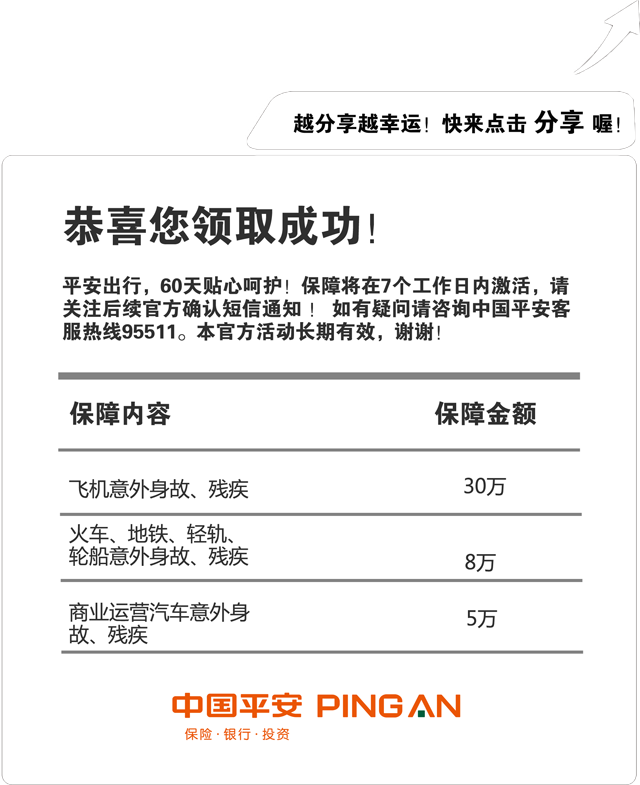 越分享越幸运！快来点击 分享 喔！
恭喜您领取成功！
平安出行，60天贴心呵护！保障将在7个工作日内激活，请
关注后续官方确认短信通知 ！ 如有疑问请咨询中国平安客
服热线95511。本官方活动长期有效，谢谢！
保障内容 保障金额
飞机意外身故、残疾 30万
火车、地铁、轻轨、
轮船意外身故、残疾 8万
商业运营汽车意外身 5万
故、残疾
中国平安 PING AN
保险·银行·投资